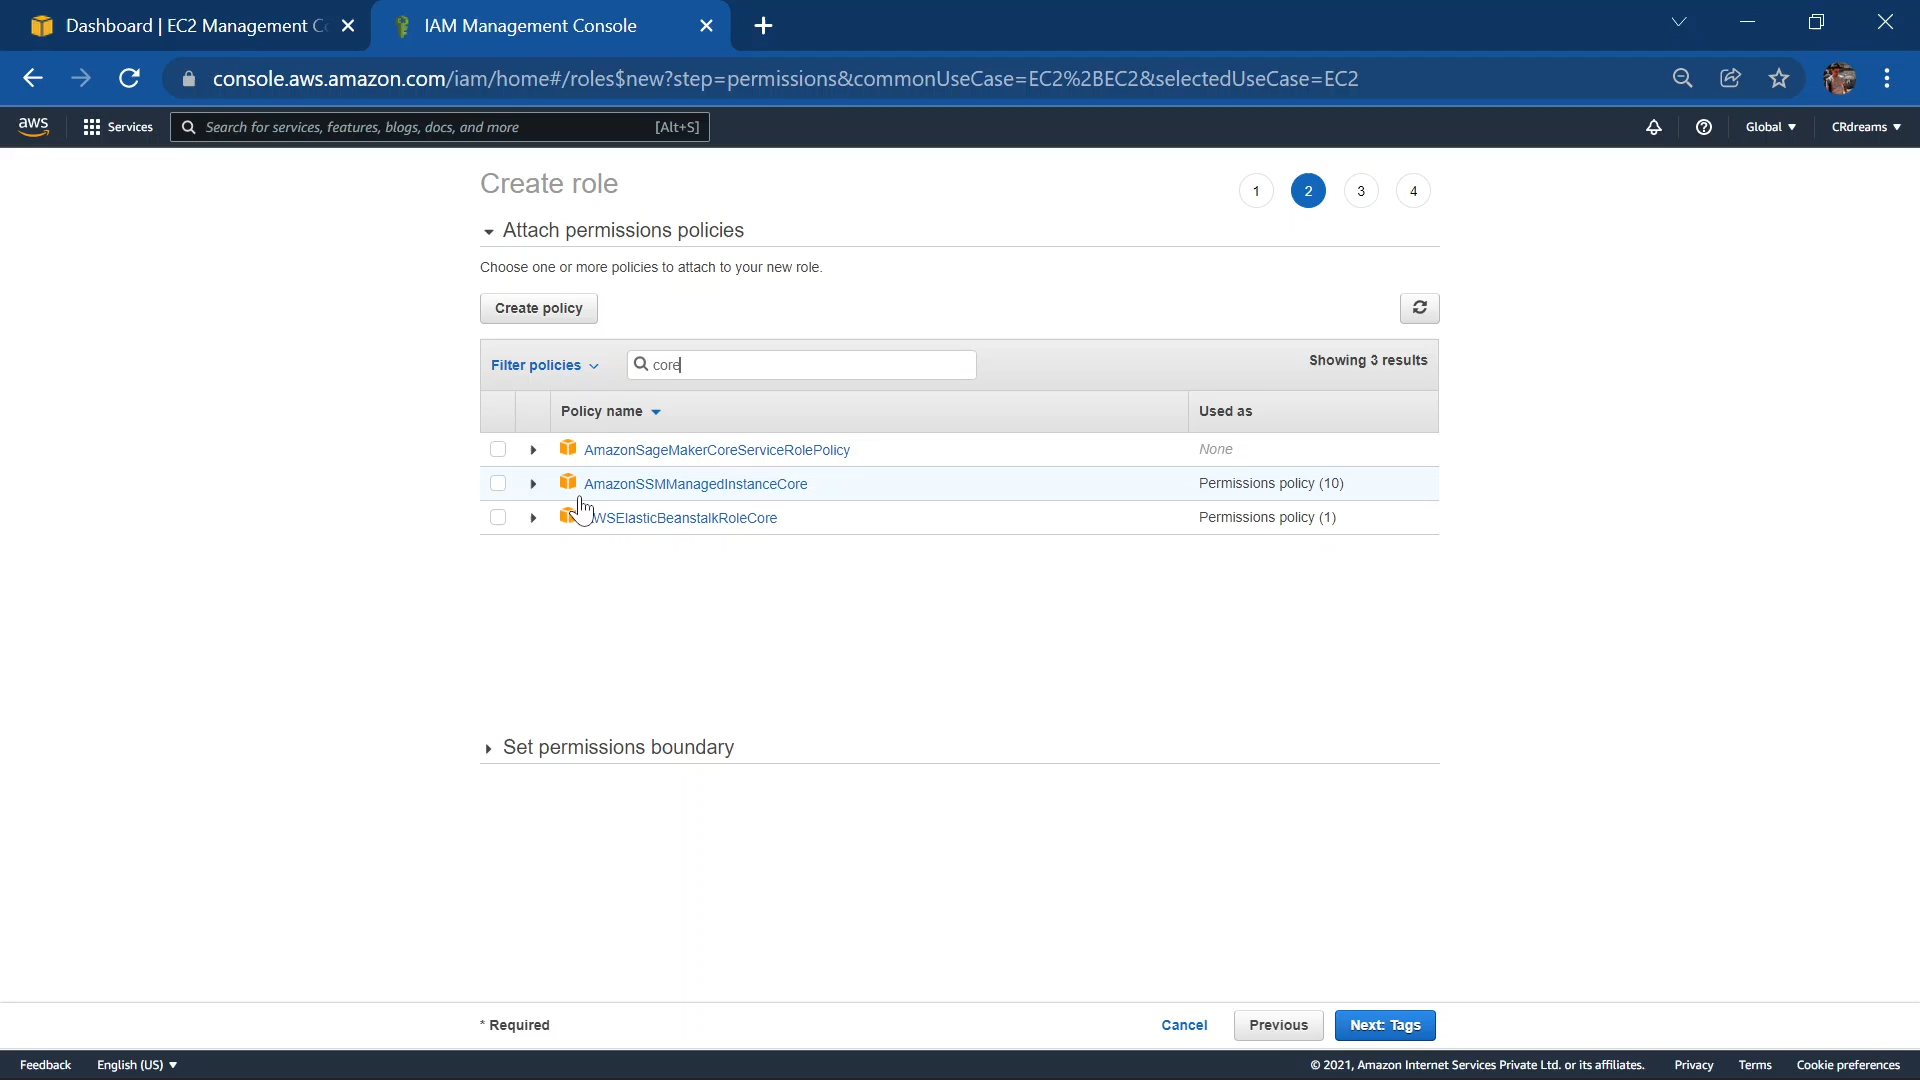 Dashboard | EC2 Management C
IAM Management Console
console.aws.amazon.com/iam/home#/roles$new?step=permissions&commonUseCase=EC2%2BEC2&selectedUseCase=EC2
aws
Services
Search for services, features, blogs, docs, and more
[Alt+S]
Global
CRdreams
Create role
1
2
3
4
Attach permissions policies
Choose one or more policies to attach to your new role.
Create policy
Filter policies
core
Showing 3 results
Policy name
Used as
AmazonSageMakerCoreServiceRolePolicy
None
AmazonSSMManagedInstanceCore
Permissions policy (10)
WSElasticBeanstalkRoleCore
Permissions policy (1)
Set permissions boundary
* Required
Cancel
Previous
Next: Tags
Feedback
English (US)
© 2021, Amazon Internet Services Private Ltd. or its affiliates.
Privacy
Terms
Cookie preferences